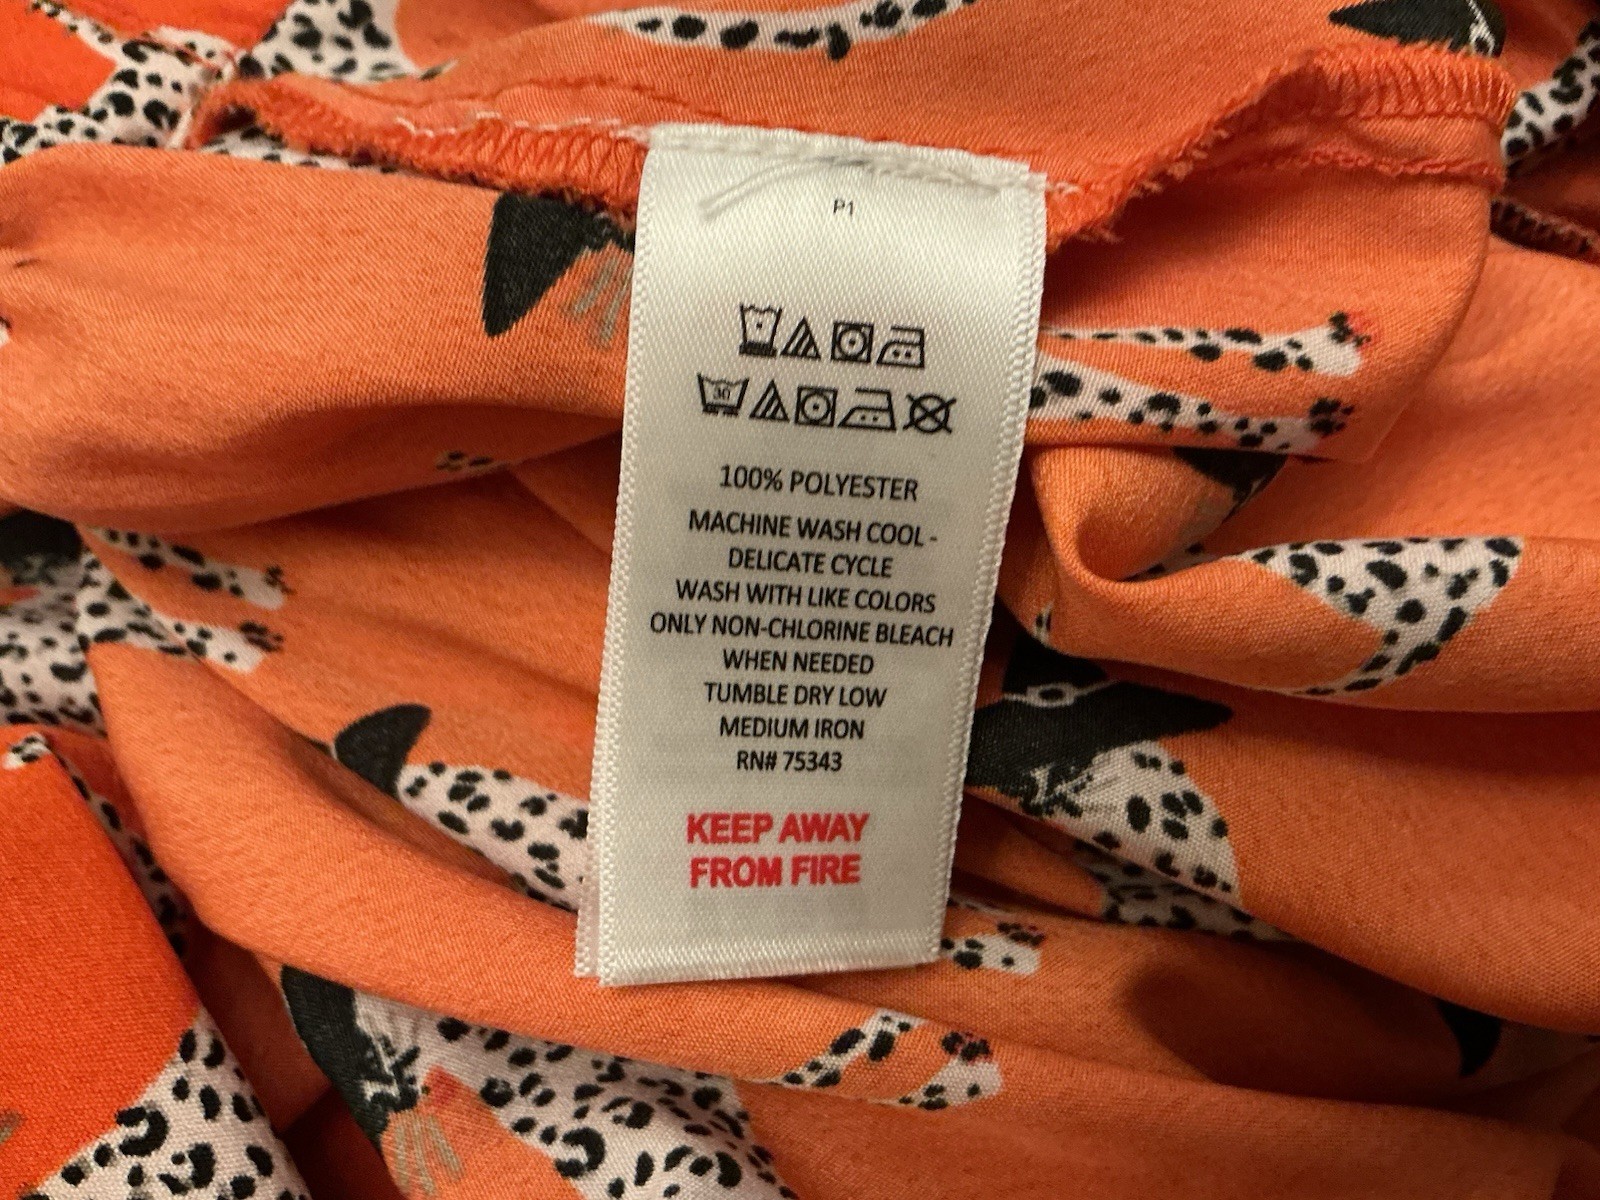 P1
30
100% POLYESTER
MACHINE WASH COOL -
DELICATE CYCLE
WASH WITH LIKE COLORS
ONLY NON-CHLORINE BLEACH
WHEN NEEDED
TUMBLE DRY LOW
MEDIUM IRON
RN# 75343
KEEP AWAY
FROM FIRE